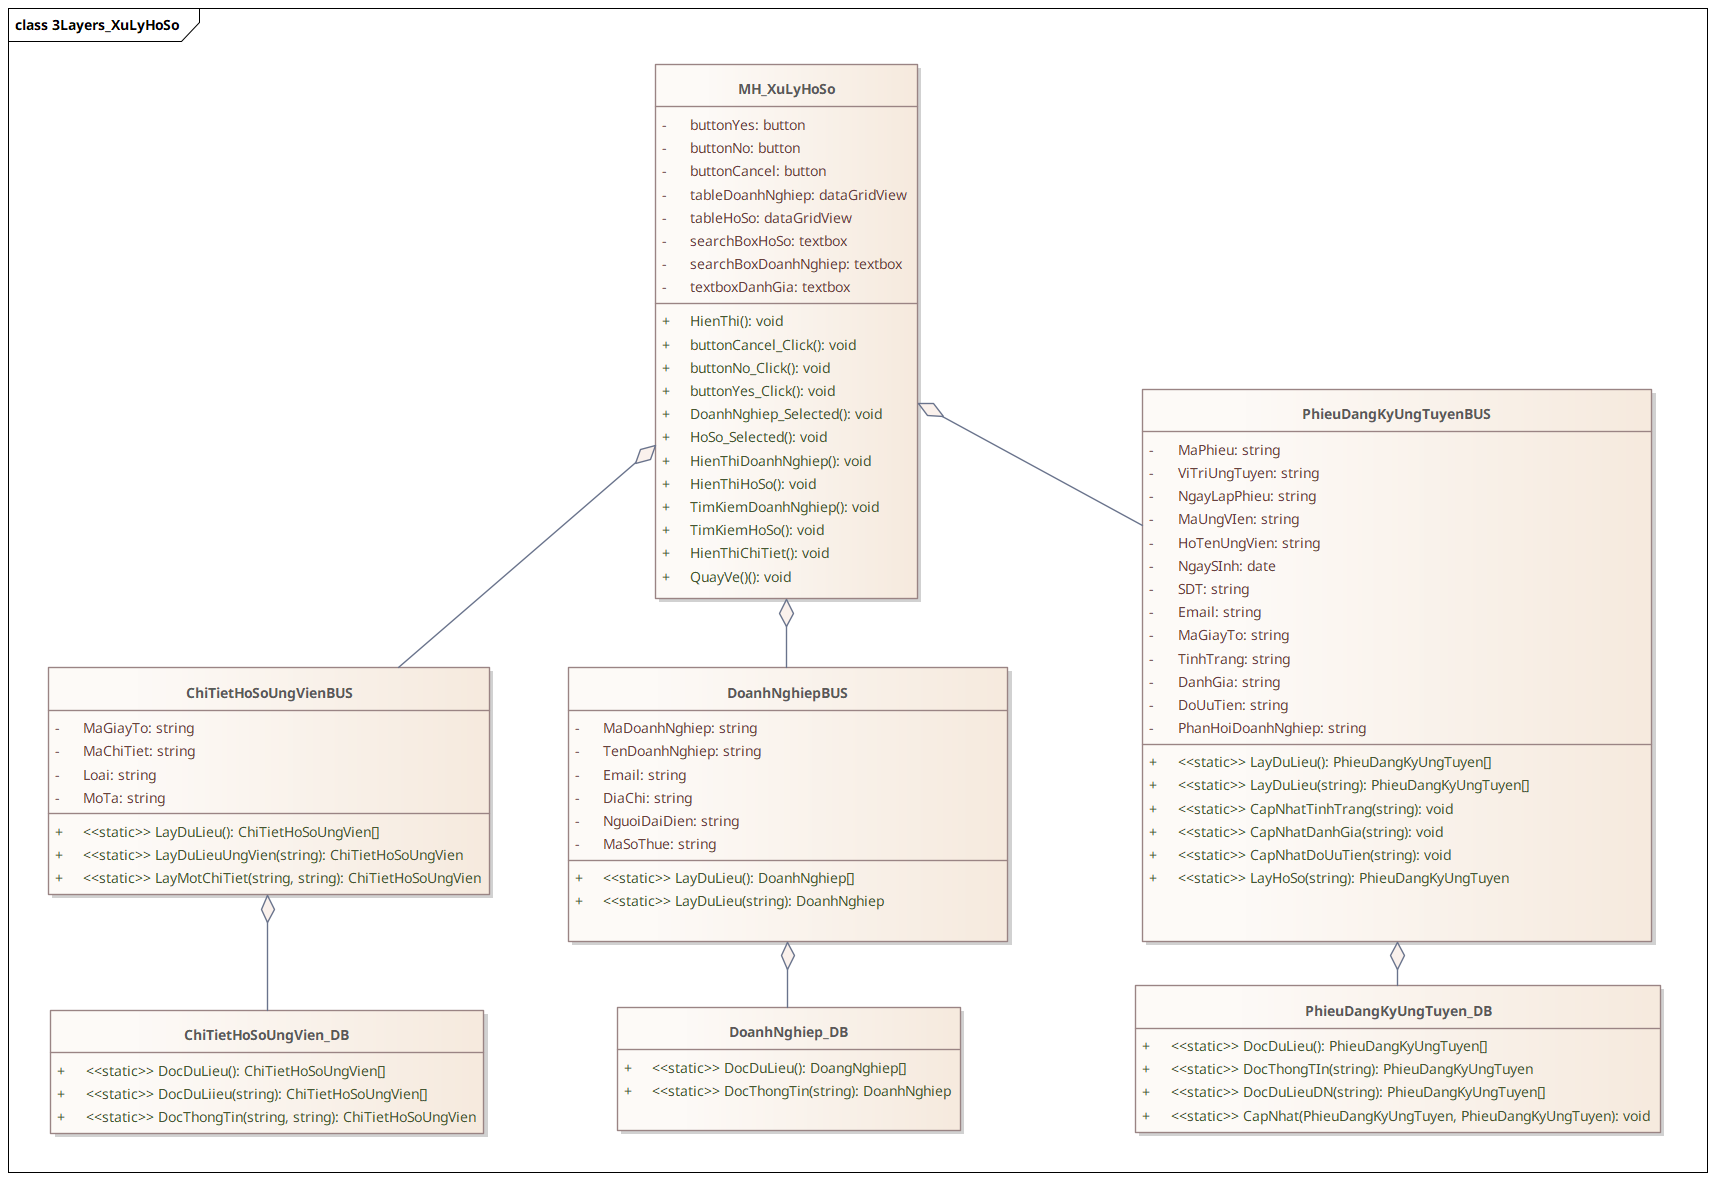 class 3Layers_XuLyHoSo
MH_XuLyHoSo
- buttonYes: button
- buttonNo: button
- buttonCancel: button
- tableDoanhNghiep: dataGridView
- tableHoSo: dataGridView
- searchBoxHoSo: textbox
- searchBoxDoanhNghiep: textbox
- textboxDanhGia: textbox
+ HienThi(): void
+ buttonCancel_Click(): void
+ buttonNo_Click(): void
+ buttonYes_Click(): void
+ DoanhNghiep_Selected(): void
+ HoSo_Selected(): void
+ HienThiDoanhNghiep(): void
+ HienThiHoSo(): void
+ TimKiemDoanhNghiep(): void
+ TimKiemHoSo(): void
+ HienThiChiTiet(): void
+ QuayVe()(): void
PhieuDangKyUngTuyenBUS
- MaPhieu: string
- ViTriUngTuyen: string
- NgayLapPhieu: string
- MaUngVIen: string
- HoTenUngVien: string
- NgaySInh: date
- SDT: string
- Email: string
- MaGiayTo: string
- TinhTrang: string
- DanhGia: string
- DoUuTien: string
- PhanHoiDoanhNghiep: string
+ <<static>> LayDuLieu(): PhieuDangKyUngTuyen[]
+ <<static>> LayDuLieu(string): PhieuDangKyUngTuyen[]
+ <<static>> CapNhatTinhTrang(string): void
+ <<static>> CapNhatDanhGia(string): void
+ <<static>> CapNhatDoUuTien(string): void
+ <<static>> LayHoSo(string): PhieuDangKyUngTuyen
ChiTietHoSoUngVienBUS
- MaGiayTo: string
- MaChiTiet: string
- Loai: string
- MoTa: string
+ <<static>> LayDuLieu(): ChiTietHoSoUngVien[]
+ <<static>> LayDuLieuUngVien(string): ChiTietHoSoUngVien
+ <<static>> LayMotChiTiet(string, string): ChiTietHoSoUngVien
DoanhNghiepBUS
- MaDoanhNghiep: string
- TenDoanhNghiep: string
- Email: string
- DiaChi: string
- NguoiDaiDien: string
- MaSoThue: string
+ <<static>> LayDuLieu(): DoanhNghiep[]
+ <<static>> LayDuLieu(string): DoanhNghiep
ChiTietHoSoUngVien_DB
+ <<static>> DocDuLieu(): ChiTietHoSoUngVien[]
+ <<static>> DocDuLiieu(string): ChiTietHoSoUngVien[]
+ <<static>> DocThongTin(string, string): ChiTietHoSoUngVien
DoanhNghiep_DB
+ <<static>> DocDuLieu(): DoangNghiep[]
+ <<static>> DocThongTin(string): DoanhNghiep
PhieuDangKyUngTuyen_DB
+ <<static>> DocDuLieu(): PhieuDangKyUngTuyen[]
+ <<static>> DocThongTIn(string): PhieuDangKyUngTuyen
+ <<static>> DocDuLieuDN(string): PhieuDangKyUngTuyen[]
+ <<static>> CapNhat(PhieuDangKyUngTuyen, PhieuDangKyUngTuyen): void